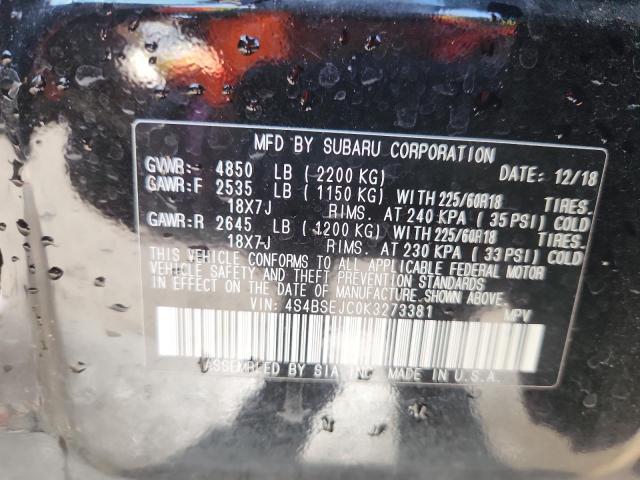 MFD BY SUBARU CORPORATION
GVWR: 4850 LB (2200 KG) DATE: 12/18
GAWR:F 2535 LB (1150 KG) WITH 225/60R18 TIRES.
18X7J RIMS. AT 240 KPA (35 PSI) COLD
GAWR:R 2645 LB (1200 KG) WITH 225/60R18 TIRES.
18X7J RIMS. AT 230 KPA (33 PSI) COLD
THIS VEHICLE CONFORMS TO ALL APPLICABLE FEDERAL MOTOR
VEHICLE SAFETY AND THEFT PREVENTION STANDARDS
IN EFFECT ON THE DATE OF MANUFACTURE SHOWN ABOVE.
VIN: 4S4BSEJC0K3273381 MPV
ASSEMBLED BY SIA, INC. MADE IN U.S.A.